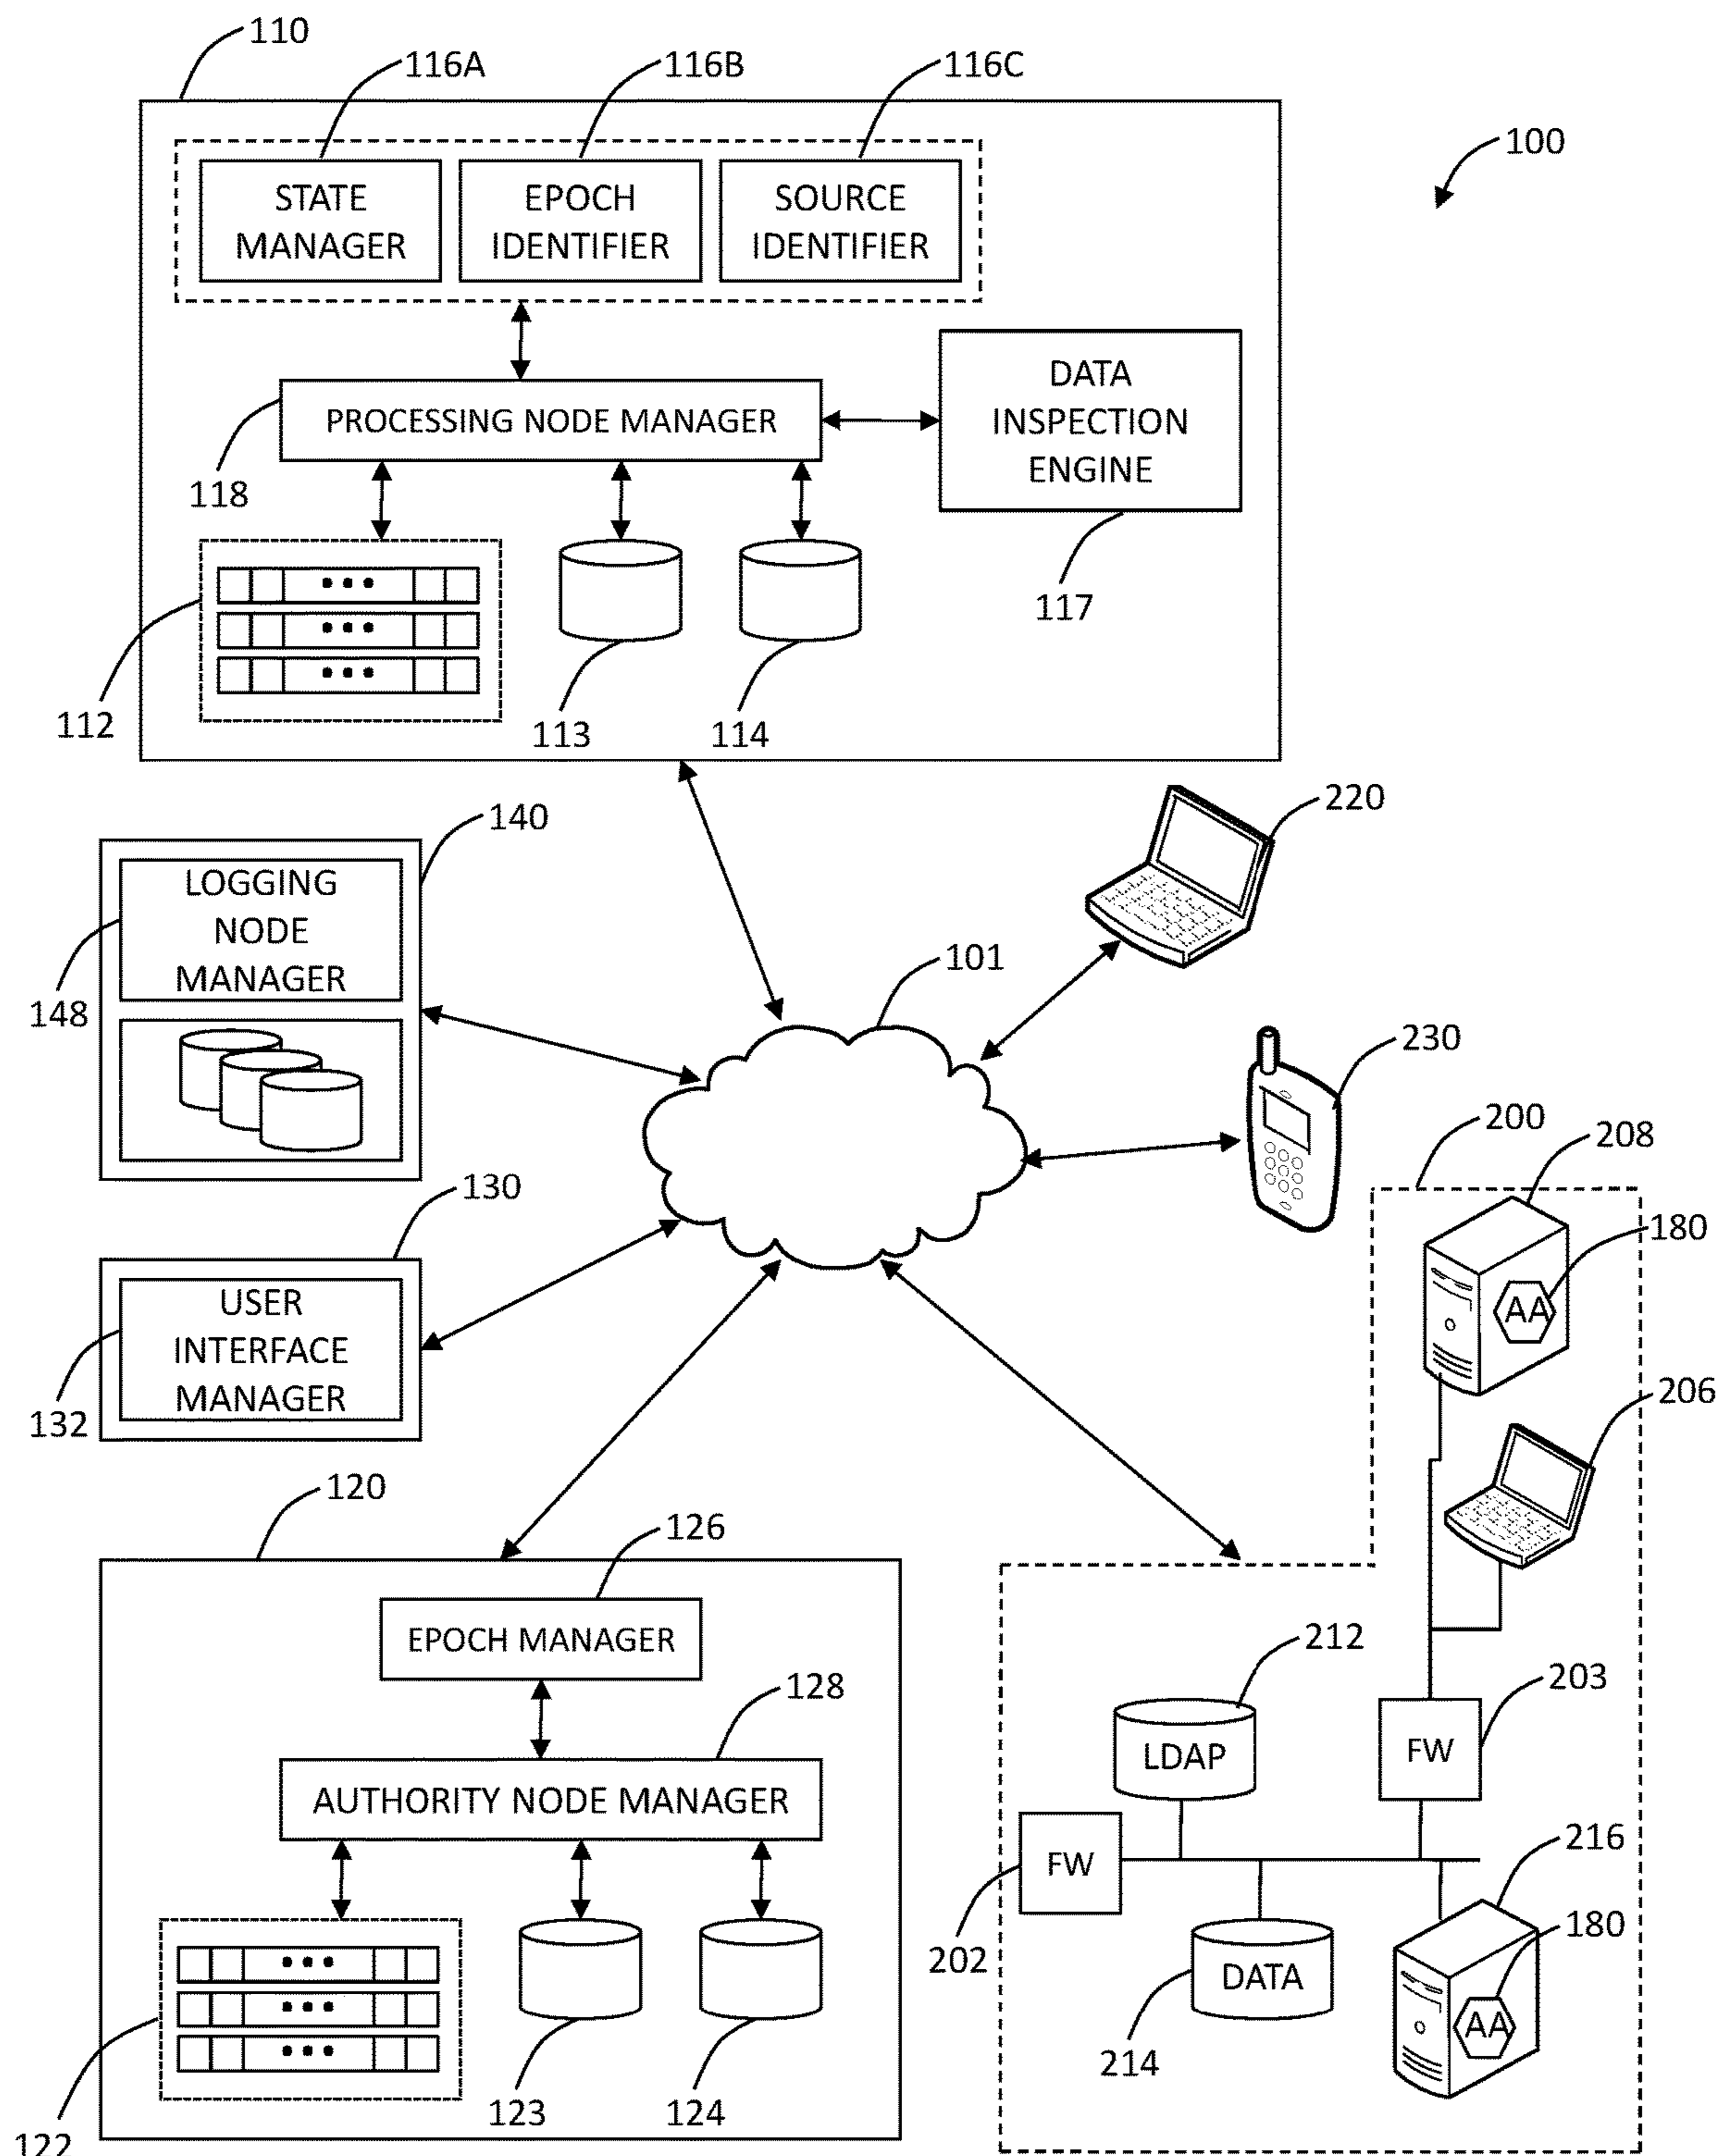 110
116A
116B
116C
100
STATE
MANAGER
EPOCH
IDENTIFIER
SOURCE
IDENTIFIER
DATA
INSPECTION
ENGINE
PROCESSING NODE MANAGER
118
117
112
113
114
220
140
LOGGING
NODE
MANAGER
148
101
230
200
208
180
AA
130
USER
INTERFACE
MANAGER
132
206
120
126
EPOCH MANAGER
128
AUTHORITY NODE MANAGER
212
LDAP
203
FW
FW
202
216
180
AA
DATA
214
123
124
122